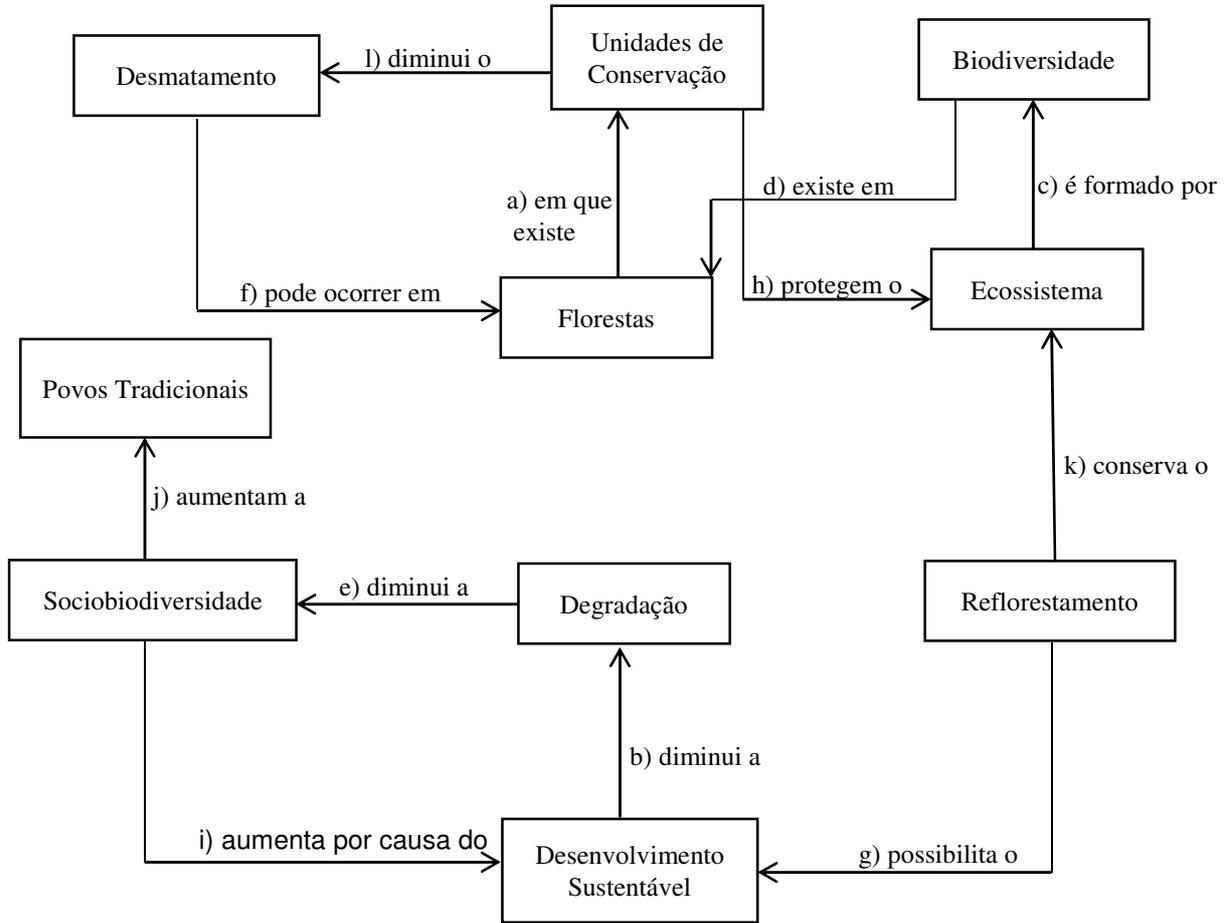 Unidades de
Conservação
Biodiversidade
Desmatamento
l) diminui o
d) existe em
c) é formado por
a) em que
existe
f) pode ocorrer em
h) protegem o
Ecossistema
Florestas
Povos Tradicionais
k) conserva o
j) aumentam a
Sociobiodiversidade
e) diminui a
Degradação
Reflorestamento
b) diminui a
i) aumenta por causa do
Desenvolvimento
Sustentável
g) possibilita o